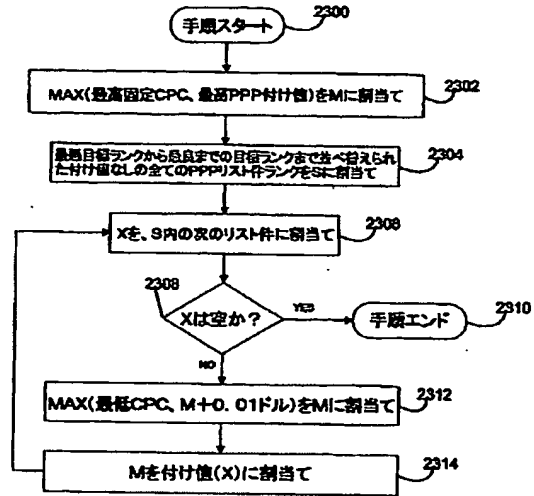 手順スタート
2300
MAX(最高固定CPC、最高PPP付け値)をMに割当て
2302
最高目標ランクから最良までの目標ランクまで並べ替えられ
た付け値なしの全てのPPPリスト件ランクをSに割当て
2304
Xを、S内の次のリスト件に割当て
2308
2308
Xは空か?
YES
手順エンド
2310
NO
MAX(最低CPC、M+0.01ドル)をMに割当て
2312
Mを付け値(X)に割当て
2314